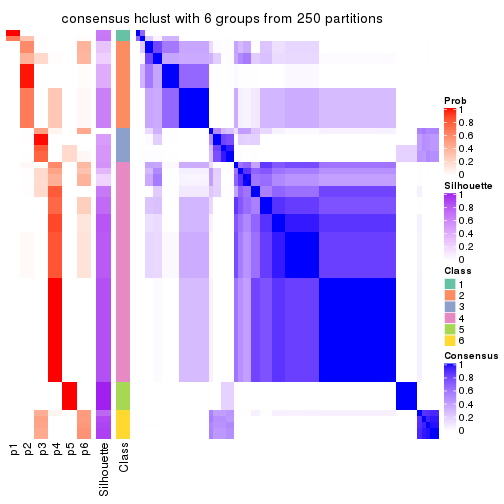 consensus hclust with 6 groups from 250 partitions
Prob
1
0.8
0.6
0.4
0.2
0
Silhouette
1
0.8
0.6
0.4
0.2
0
Class
1
2
3
4
5
6
Consensus
1
0.8
0.6
0.4
0.2
0
p1
p2
p3
p4
p5
p6
Silhouette
Class